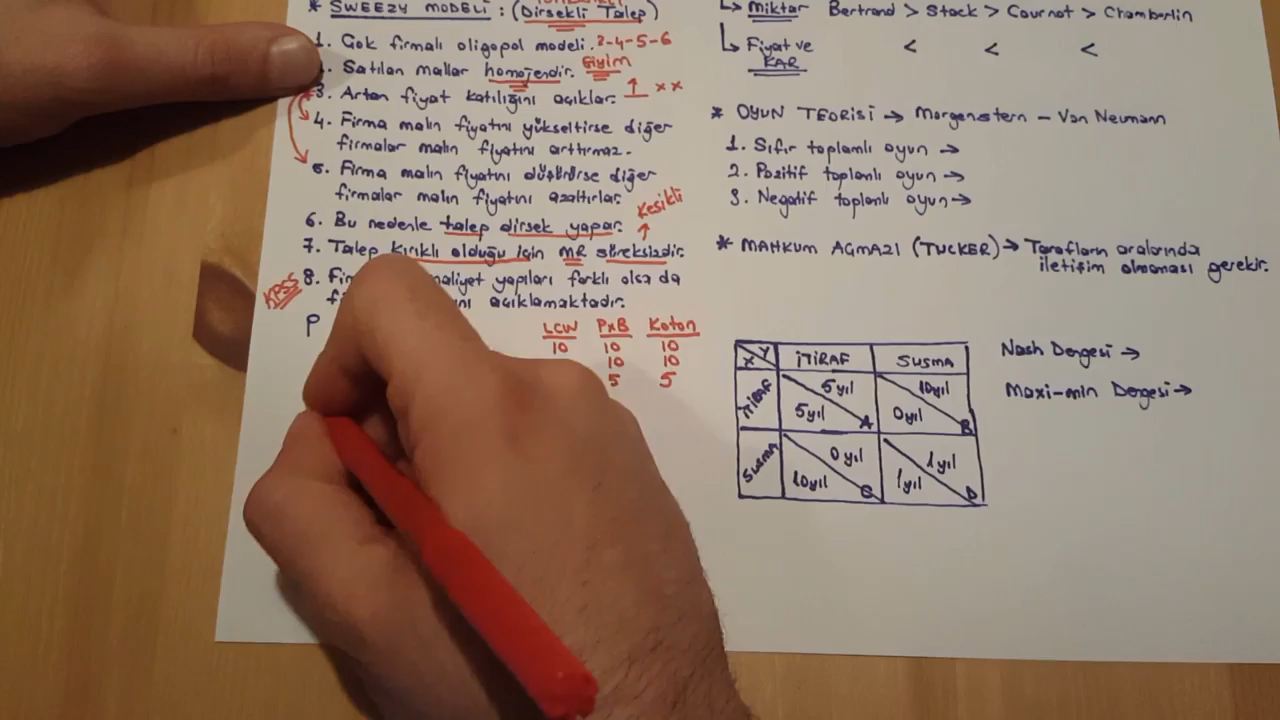 * SWEEZY MODELİ : (Dirsekli Talep)
1. Çok firmalı oligopol modeli. 2-4-5-6
Satılan mallar homojendir. Giyim
3. Artan fiyat katılığını açıklar. ↑ x x
4. Firma malın fiyatını yükseltirse diğer
firmalar malın fiyatını arttırmaz.
5. Firma malın fiyatını düşürürse diğer
firmalar malın fiyatını azaltırlar.
6. Bu nedenle talep dirsek yapar. Kesikli
7. Talep kırıklı olduğu için MR süreksizdir.
KPSS 8. Fir maliyet yapıları farklı olsa da
açıklamaktadır.
P
LCW PxB Koton
10 10 10
10 10
5 5
↳ Miktar Bertrand > Stack > Cournot > Chamberlin
↳ Fiyat ve < < <
KAR
* OYUN TEORİSİ → Morgenstern - Van Neumann
1. Sıfır toplamlı oyun →
2. Pozitif toplamlı oyun →
3. Negatif toplamlı oyun →
* MAHKUM AÇMAZI (TUCKER) → Tarafların aralarında
iletişim olmaması gerekir.
X Y İTİRAF SUSMA
İTİRAF 5yıl 5yıl A 10yıl 0yıl B
SUSMA 0yıl 10yıl C 1yıl 1yıl D
Nash Dengesi →
Maxi-min Dengesi →